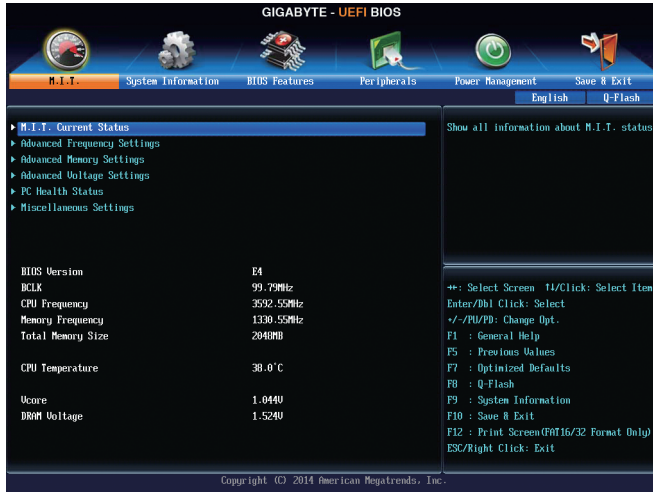 GIGABYTE - UEFI BIOS
M.I.T. System Information BIOS Features Peripherals Power Management Save & Exit
English Q-Flash
M.I.T. Current Status
Advanced Frequency Settings
Advanced Memory Settings
Advanced Voltage Settings
PC Health Status
Miscellaneous Settings
BIOS Version E4
BCLK 99.79MHz
CPU Frequency 3592.55MHz
Memory Frequency 1330.55MHz
Total Memory Size 2048MB
CPU Temperature 38.0°C
Vcore 1.044V
DRAM Voltage 1.524V
Show all information about M.I.T. status
→←: Select Screen ↑↓/Click: Select Item
Enter/Dbl Click: Select
+/-/PU/PD: Change Opt.
F1 : General Help
F5 : Previous Values
F7 : Optimized Defaults
F8 : Q-Flash
F9 : System Information
F10 : Save & Exit
F12 : Print Screen(FAT16/32 Format Only)
ESC/Right Click: Exit
Copyright (C) 2014 American Megatrends, Inc.